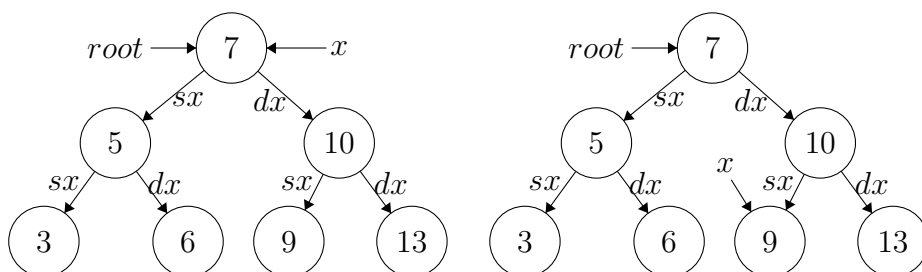 root 7 x root 7
sx dx sx dx
5 10 5 10
sx dx sx dx sx dx x sx dx
3 6 9 13 3 6 9 13